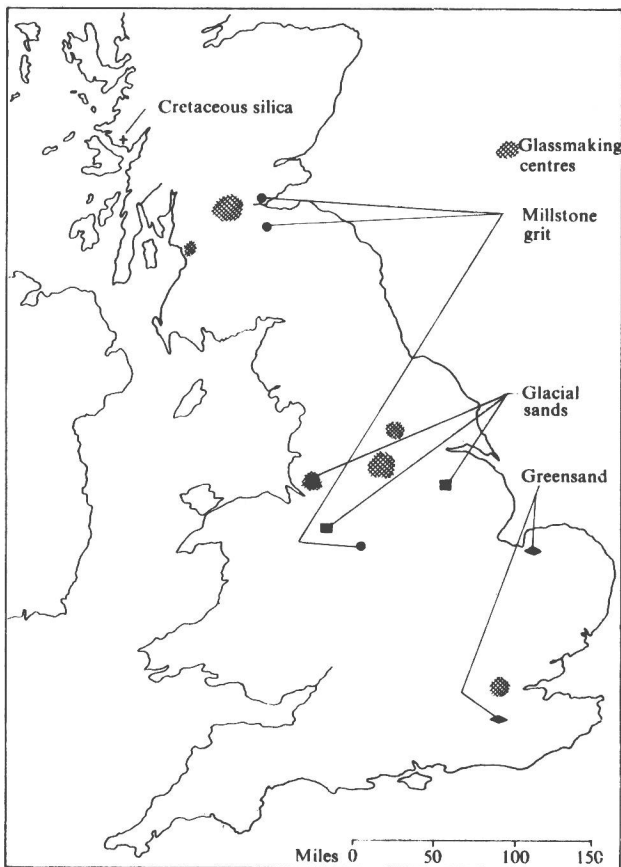 Cretaceous silica
Glassmaking
centres
Millstone
grit
Glacial
sands
Greensand
Miles 0 50 100 150